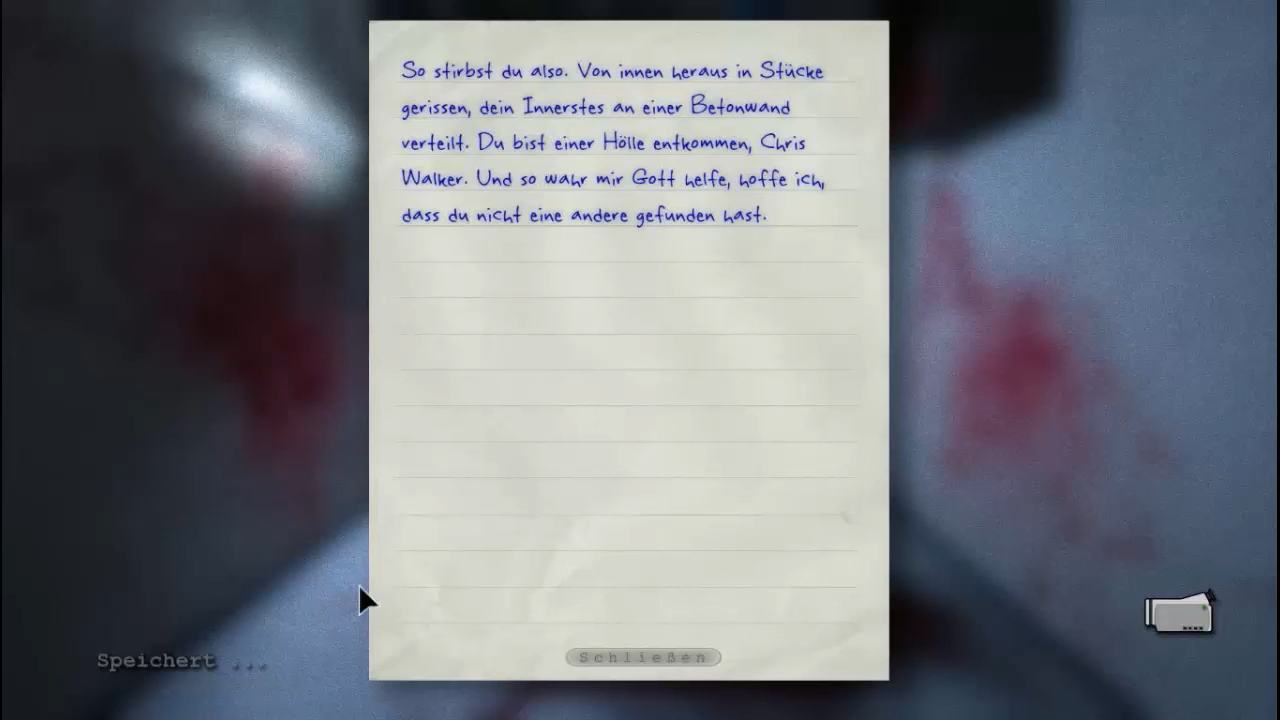 So stirbst du also. Von innen heraus in Stücke
gerissen, dein Innerstes an einer Betonwand
verteilt. Du bist einer Hölle entkommen, Chris
Walker. Und so wahr mir Gott helfe, hoffe ich,
dass du nicht eine andere gefunden hast.
Speichert ...
Schließen